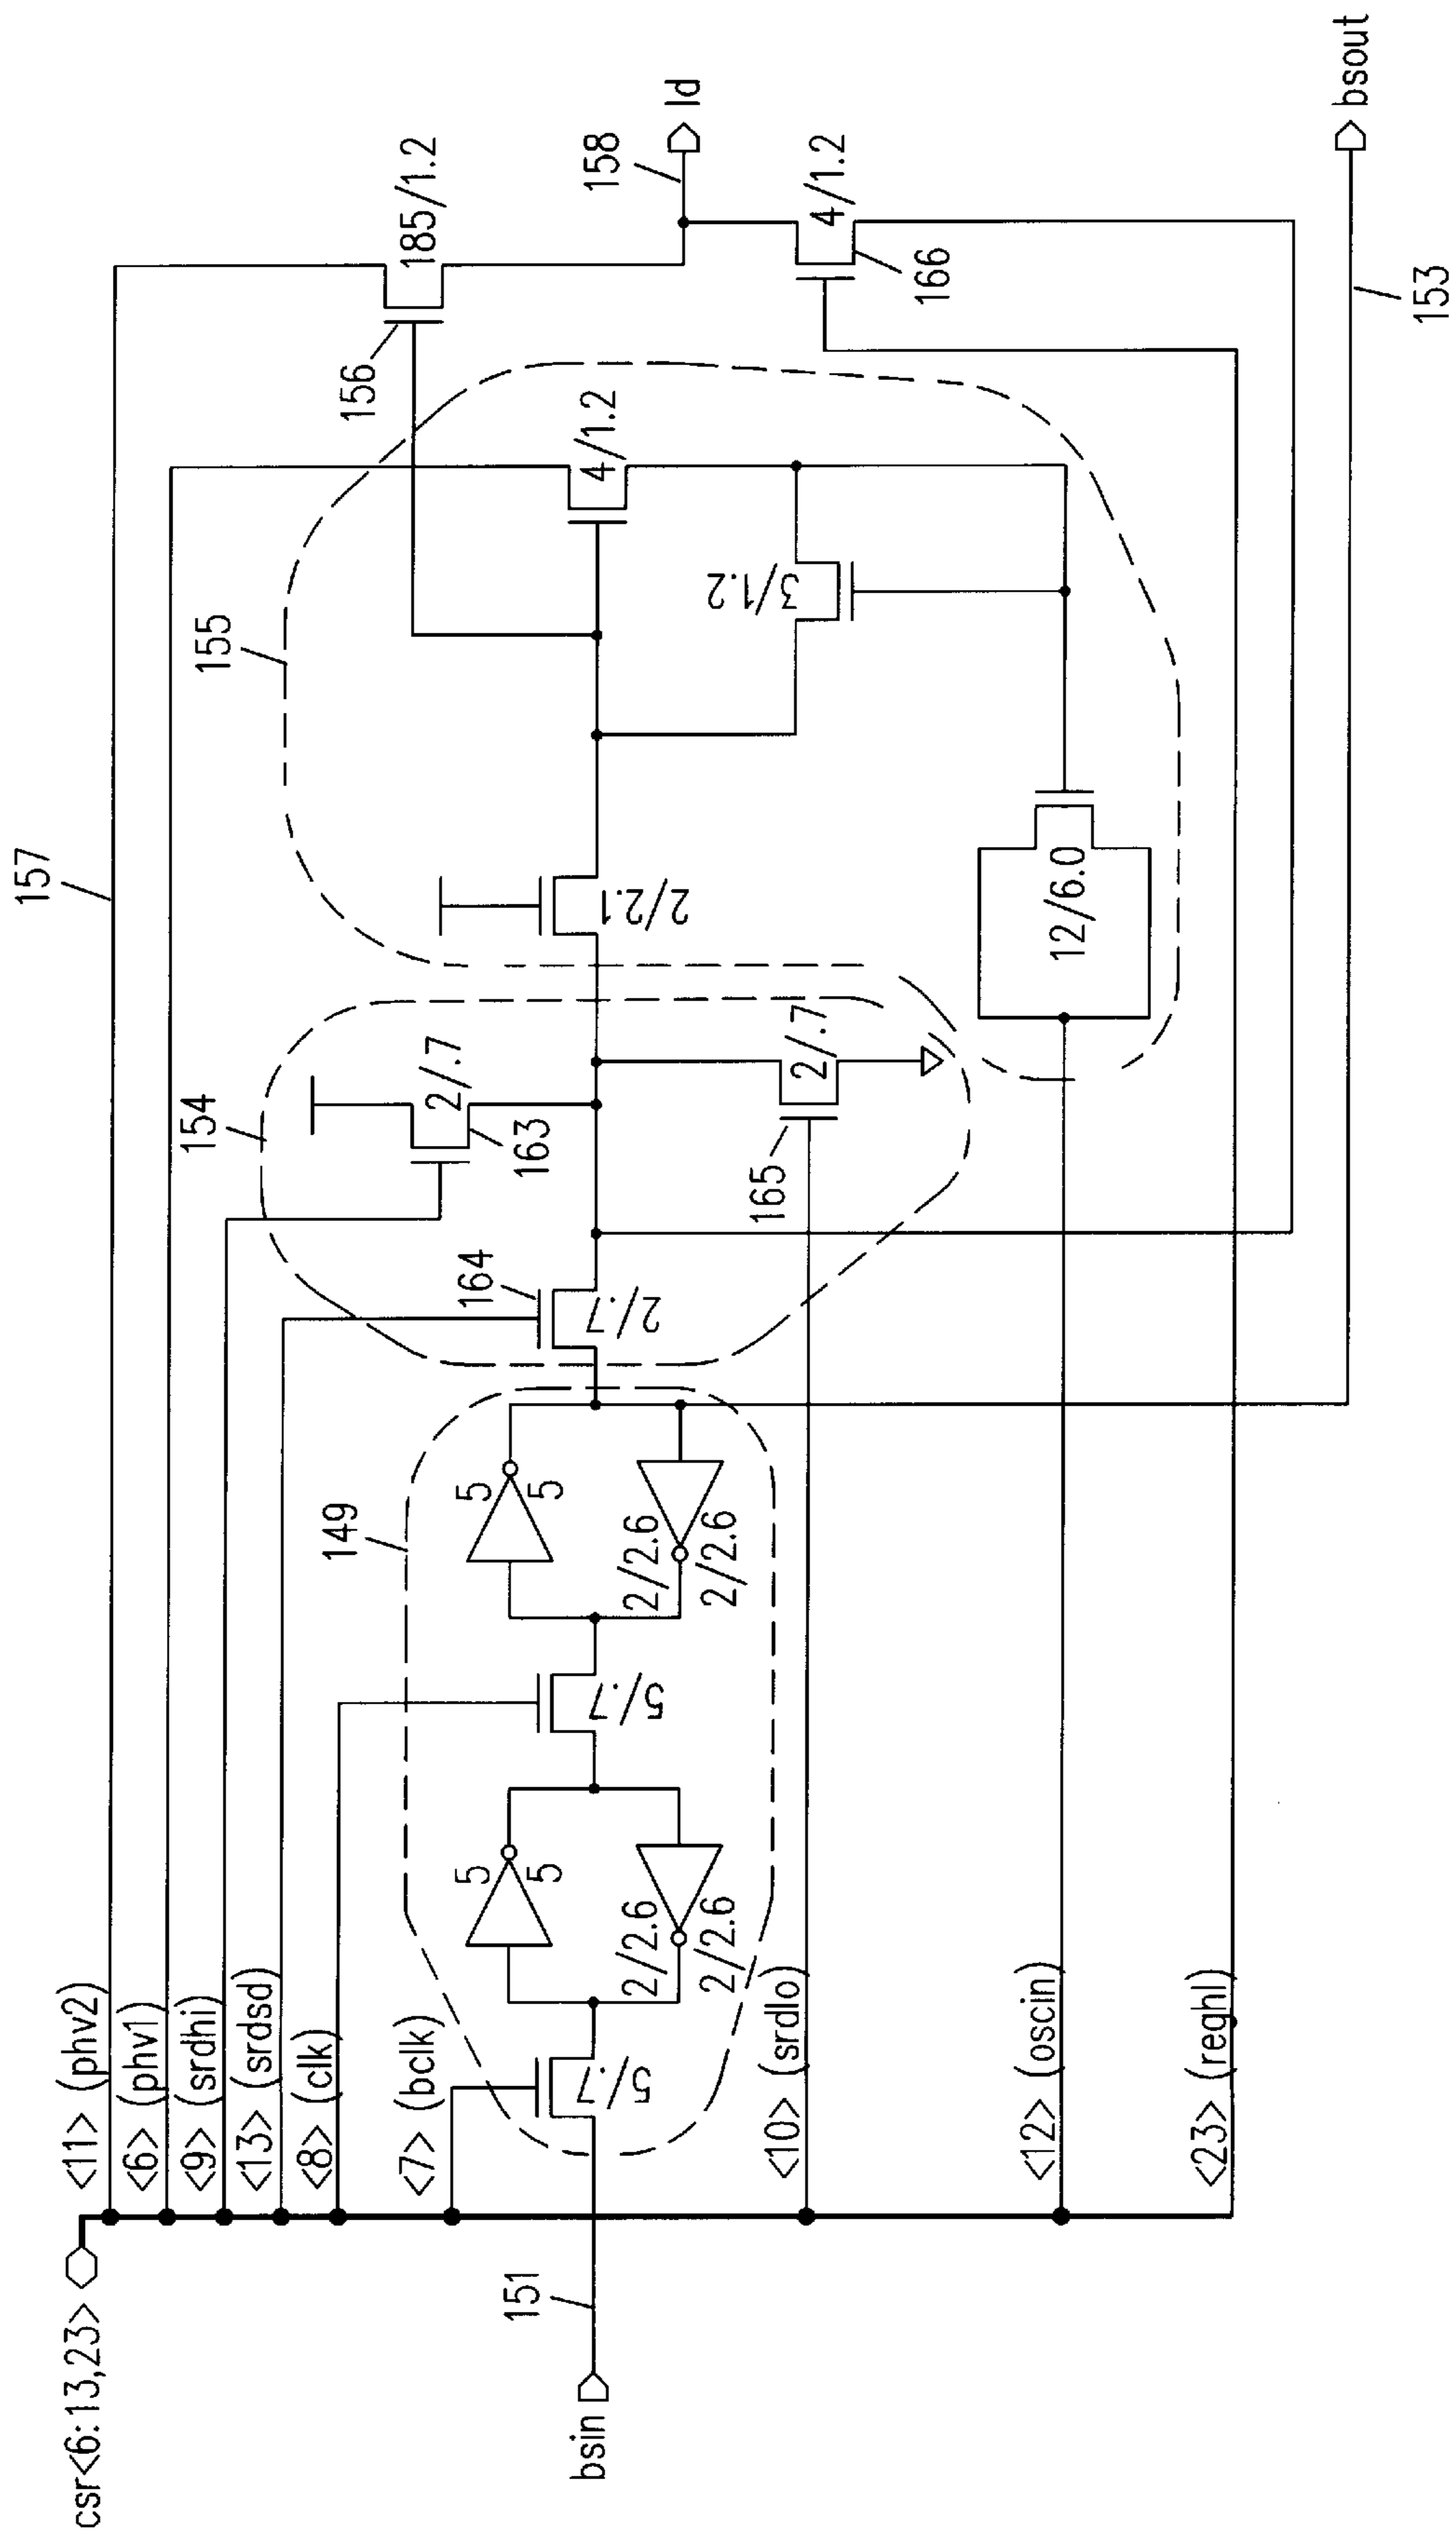 csr<6:13,23>
<11> (phv2)
<6> (phv1)
<9> (srdhi)
<13> (srdsd)
<8> (clk)
<7> (bclk)
<10> (srdlo)
<12> (oscin)
<23> (reqhl)
bsin
151
5/.7
5
5
2/2.6
2/2.6
149
5/.7
5
5
2/2.6
2/2.6
164
2/.7
154
163
2/.7
165
2/.7
157
155
2/2.1
12/6.0
3/1.2
4/1.2
156
185/1.2
158
ld
166
4/1.2
153
bsout